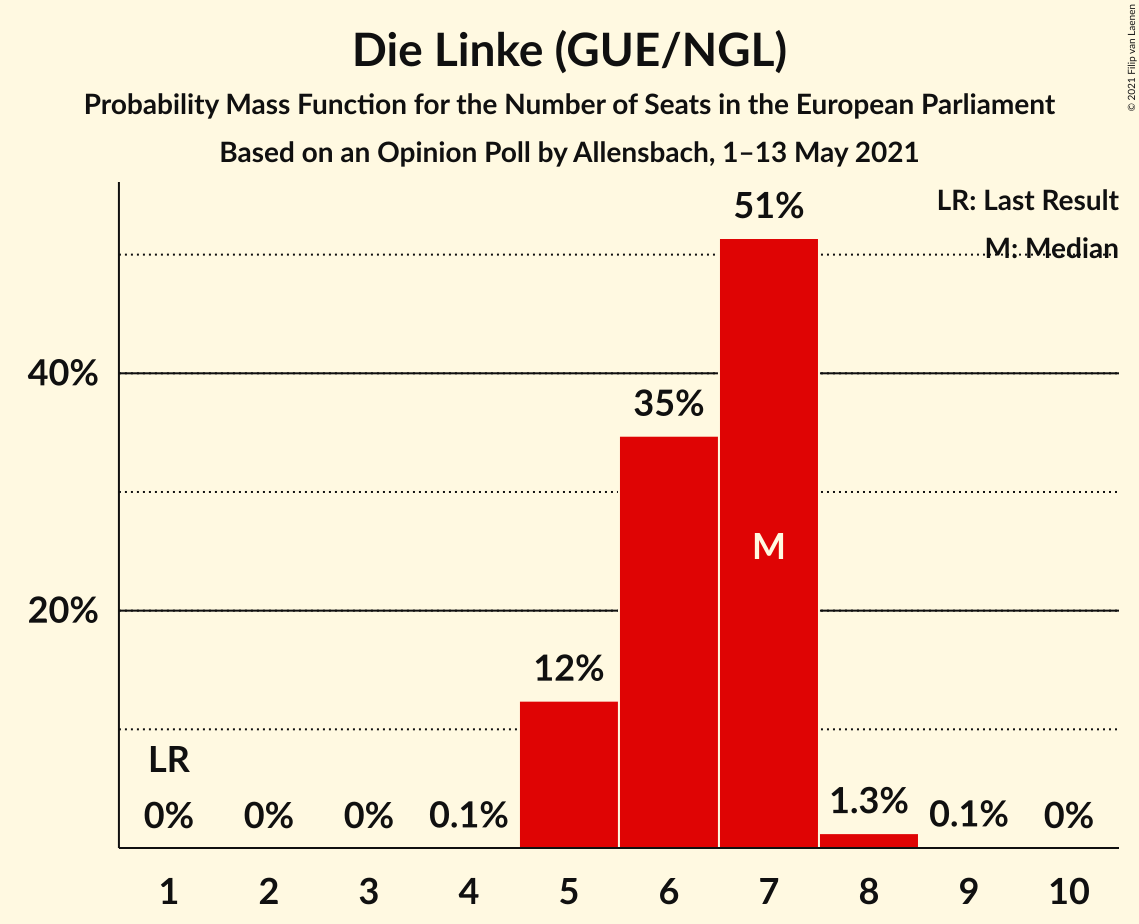 Die Linke (GUE/NGL)
Probability Mass Function for the Number of Seats in the European Parliament
Based on an Opinion Poll by Allensbach, 1–13 May 2021
© 2021 Filip van Laenen
LR: Last Result
M: Median
51%
40%
35%
M
20%
12%
LR
0% 0% 0% 0.1% 1.3% 0.1% 0%
1 2 3 4 5 6 7 8 9 10